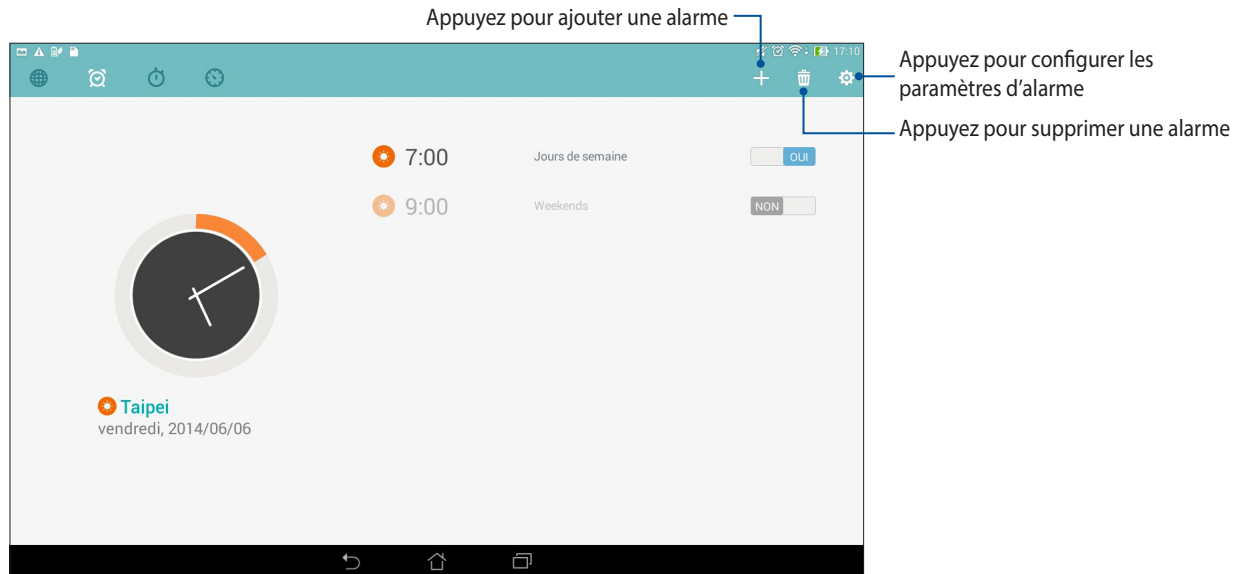 Appuyez pour ajouter une alarme
17:10
Appuyez pour configurer les
paramètres d’alarme
Appuyez pour supprimer une alarme
7:00 Jours de semaine OUI
9:00 Weekends NON
Taipei
vendredi, 2014/06/06